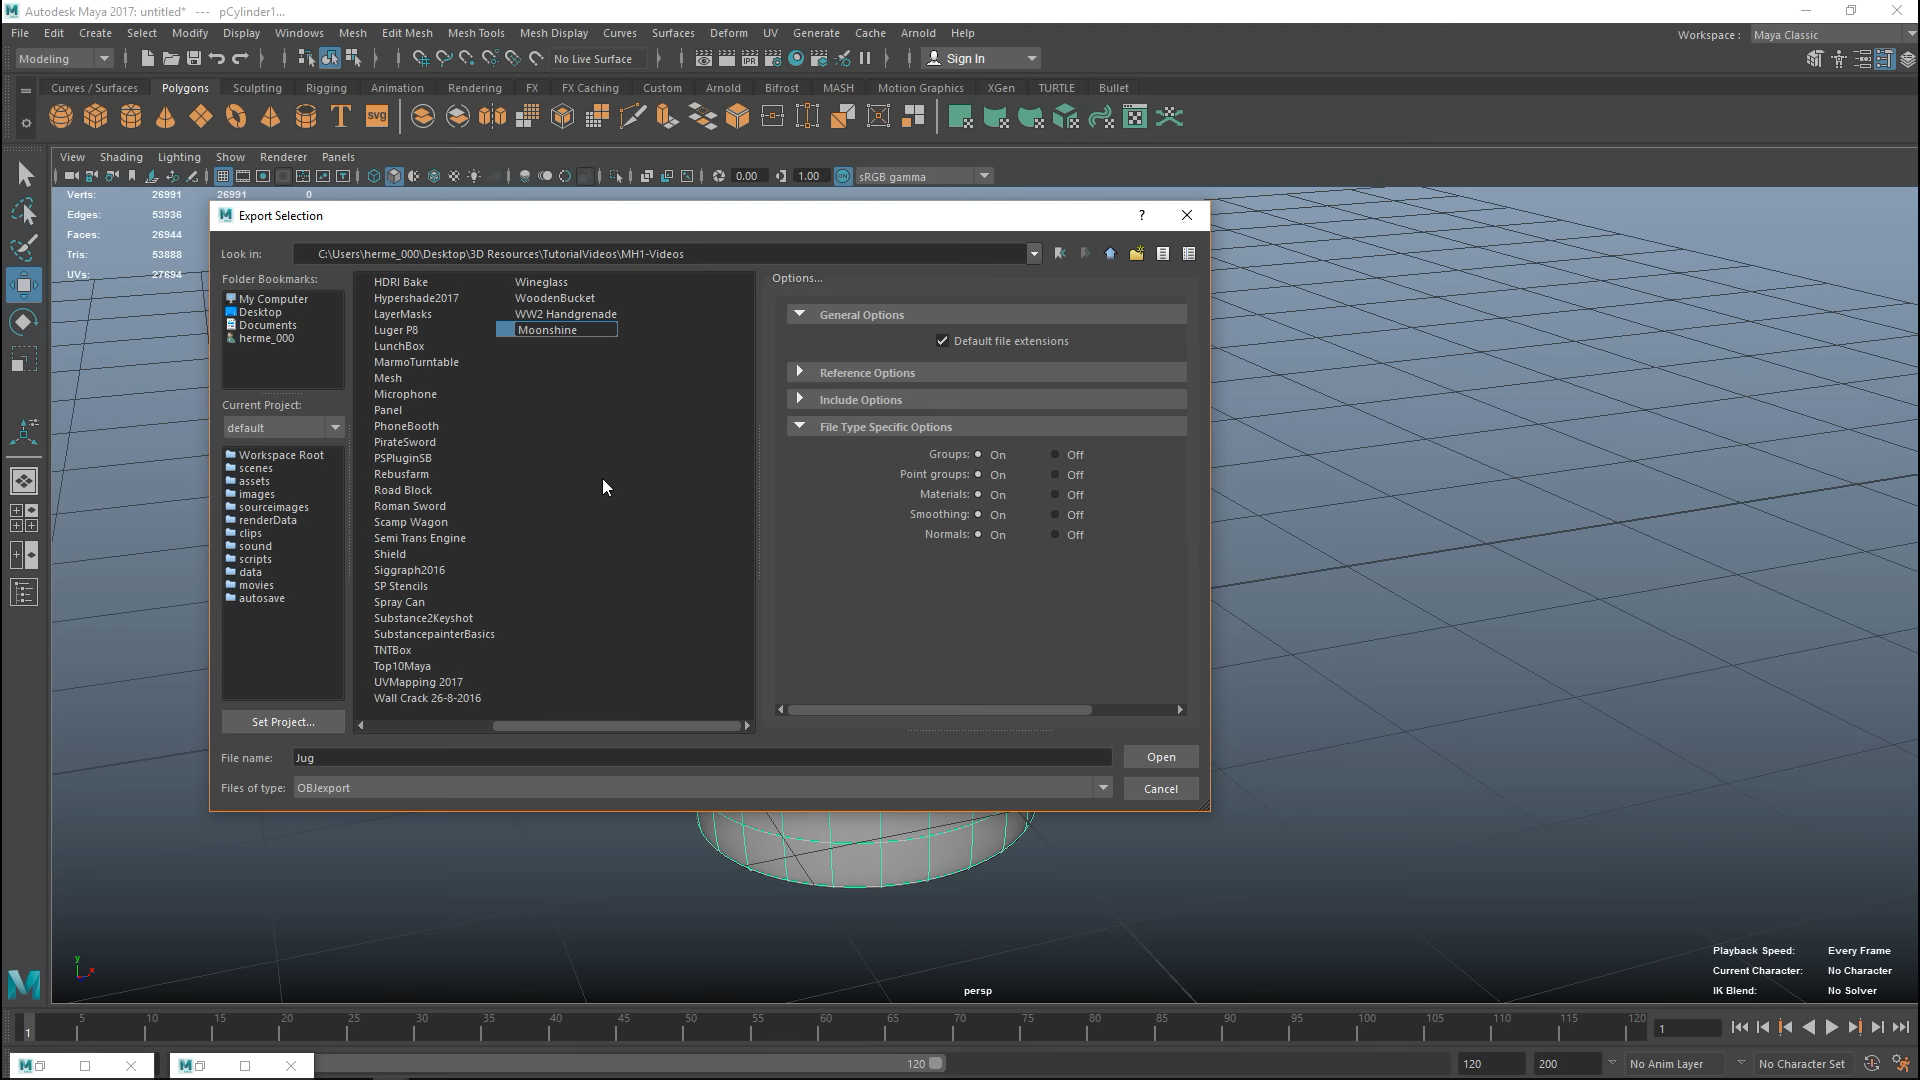 Autodesk Maya 2017: untitled* --- pCylinder1...
File Edit Create Select Modify Display Windows Mesh Edit Mesh Mesh Tools Mesh Display Curves Surfaces Deform UV Generate Cache Arnold Help
Workspace : Maya Classic
Modeling No Live Surface IPR Sign In
Curves / Surfaces Polygons Sculpting Rigging Animation Rendering FX FX Caching Custom Arnold Bifrost MASH Motion Graphics XGen TURTLE Bullet
T SVG
View Shading Lighting Show Renderer Panels
0.00 1.00 ON sRGB gamma
Verts: 26991 26991 0
Edges: 53936
Faces: 26944
Tris: 53888
UVs: 27694
Export Selection ?
Look in: C:\Users\herme_000\Desktop\3D Resources\TutorialVideos\MH1-Videos
Folder Bookmarks:
My Computer
Desktop
Documents
herme_000
Current Project:
default
Workspace Root
scenes
assets
images
sourceimages
renderData
clips
sound
scripts
data
movies
autosave
Set Project...
HDRI Bake
Hypershade2017
LayerMasks
Luger P8
LunchBox
MarmoTurntable
Mesh
Microphone
Panel
PhoneBooth
PirateSword
PSPluginSB
Rebusfarm
Road Block
Roman Sword
Scamp Wagon
Semi Trans Engine
Shield
Siggraph2016
SP Stencils
Spray Can
Substance2Keyshot
SubstancepainterBasics
TNTBox
Top10Maya
UVMapping 2017
Wall Crack 26-8-2016
Wineglass
WoodenBucket
WW2 Handgrenade
Moonshine
Options...
General Options
Default file extensions
Reference Options
Include Options
File Type Specific Options
Groups: On Off
Point groups: On Off
Materials: On Off
Smoothing: On Off
Normals: On Off
File name: Jug Open
Files of type: OBJexport Cancel
Playback Speed: Every Frame
Current Character: No Character
IK Blend: No Solver
y
x
persp
1 5 10 15 20 25 30 35 40 45 50 55 60 65 70 75 80 85 90 95 100 105 110 115 120 1
120 120 200 No Anim Layer No Character Set